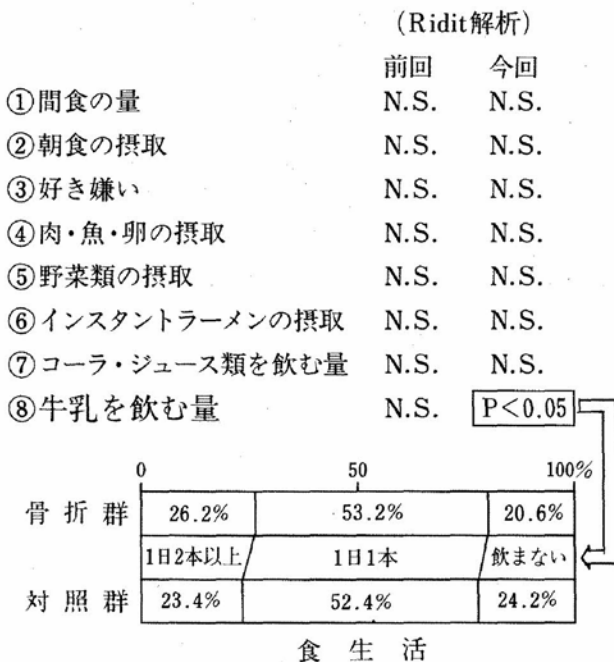 (Ridit解析)
前回 今回
①間食の量 N.S. N.S.
②朝食の摂取 N.S. N.S.
③好き嫌い N.S. N.S.
④肉・魚・卵の摂取 N.S. N.S.
⑤野菜類の摂取 N.S. N.S.
⑥インスタントラーメンの摂取 N.S. N.S.
⑦コーラ・ジュース類を飲む量 N.S. N.S.
⑧牛乳を飲む量 N.S. P<0.05
0 50 100%
骨折群 26.2% 53.2% 20.6%
1日2本以上 1日1本 飲まない
対照群 23.4% 52.4% 24.2%
食生活